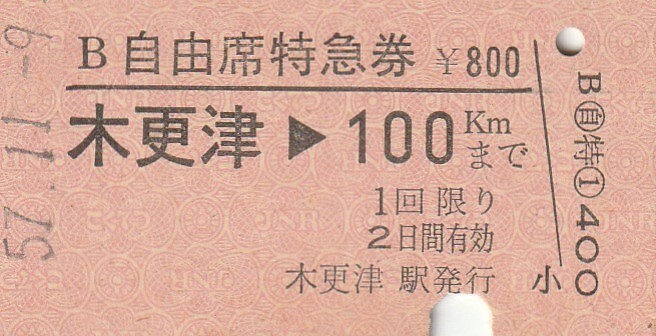 B自由席特急券 ¥800
木更津▶100Kmまで
1回限り
2日間有効
木更津駅発行
小
B㊀特①400
57.11.-9